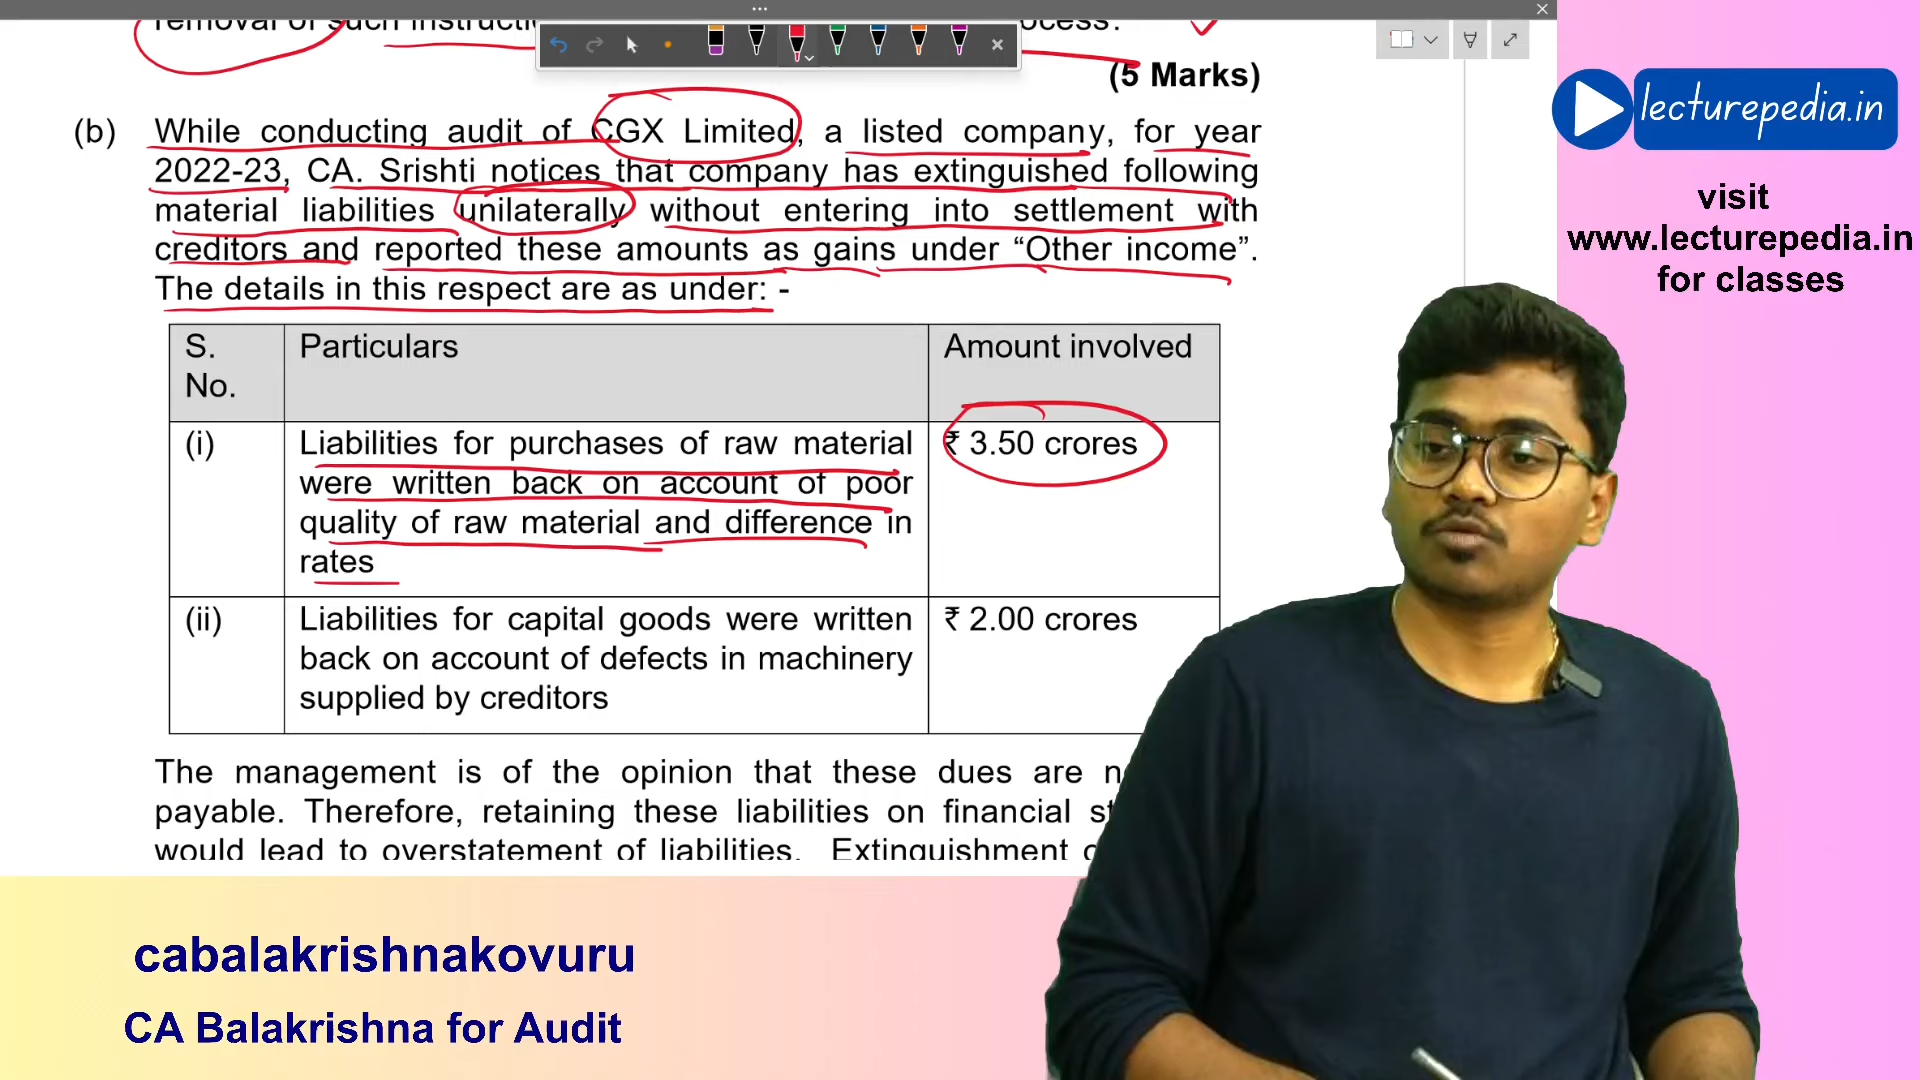 removal of such instructi ocess.
(5 Marks)
(b) While conducting audit of CGX Limited, a listed company, for year
2022-23, CA. Srishti notices that company has extinguished following
material liabilities unilaterally without entering into settlement with
creditors and reported these amounts as gains under “Other income”.
The details in this respect are as under: -
S. No. Particulars Amount involved
(i) Liabilities for purchases of raw material ₹ 3.50 crores
were written back on account of poor
quality of raw material and difference in
rates
(ii) Liabilities for capital goods were written ₹ 2.00 crores
back on account of defects in machinery
supplied by creditors
The management is of the opinion that these dues are n
payable. Therefore, retaining these liabilities on financial st
would lead to overstatement of liabilities. Extinguishment o
lecturepedia.in
visit
www.lecturepedia.in
for classes
cabalakrishnakovuru
CA Balakrishna for Audit